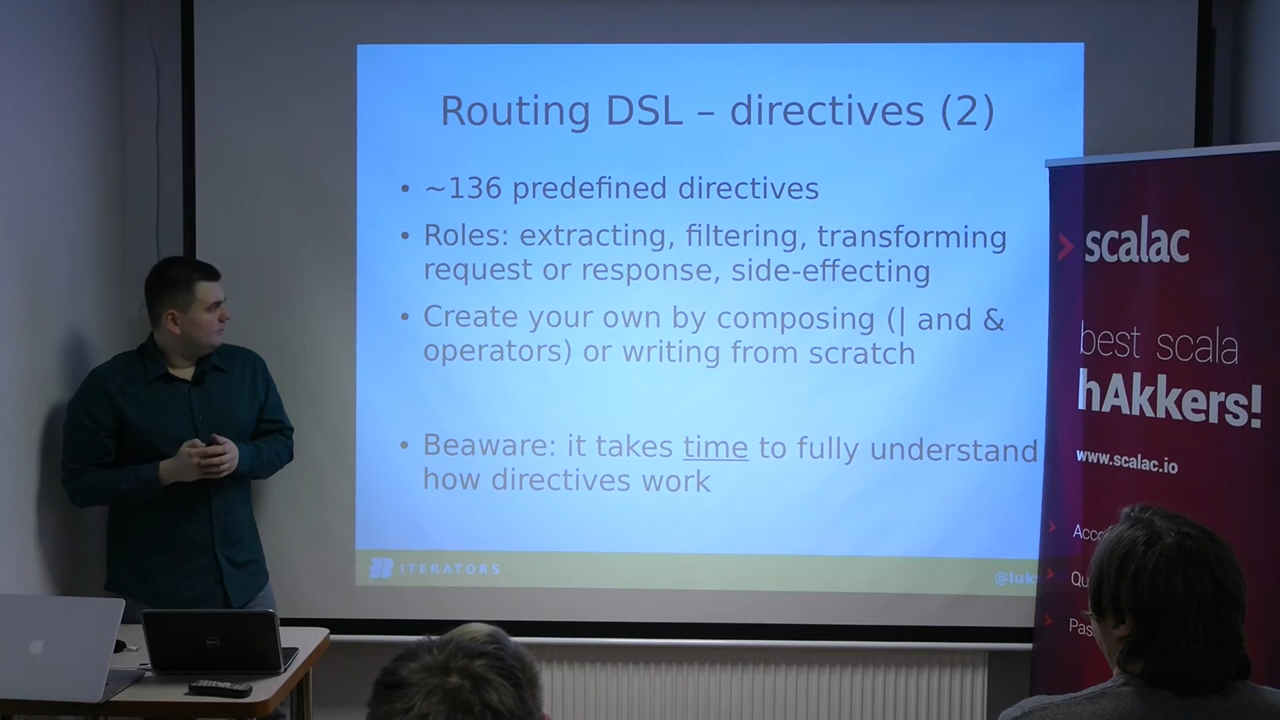 Routing DSL – directives (2)
• ~136 predefined directives
• Roles: extracting, filtering, transforming
request or response, side-effecting
• Create your own by composing (| and &
operators) or writing from scratch
• Beaware: it takes time to fully understand
how directives work
ITERATORS
scalac
best scala
hAkkers!
www.scalac.io